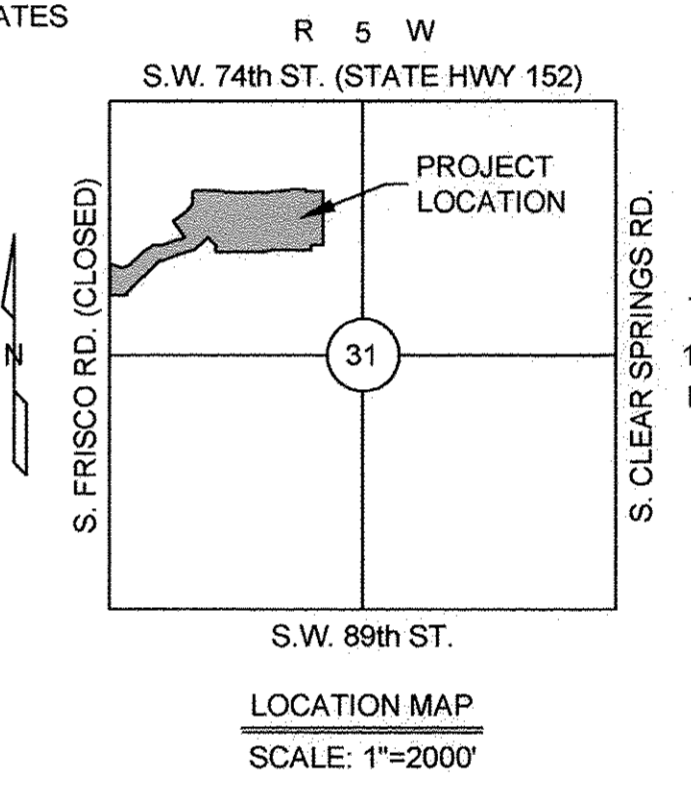 ATES
R 5 W
S.W. 74th ST. (STATE HWY 152)
PROJECT
LOCATION
S. FRISCO RD. (CLOSED)
N
31
S. CLEAR SPRINGS RD.
1
S.W. 89th ST.
LOCATION MAP
SCALE: 1"=2000'